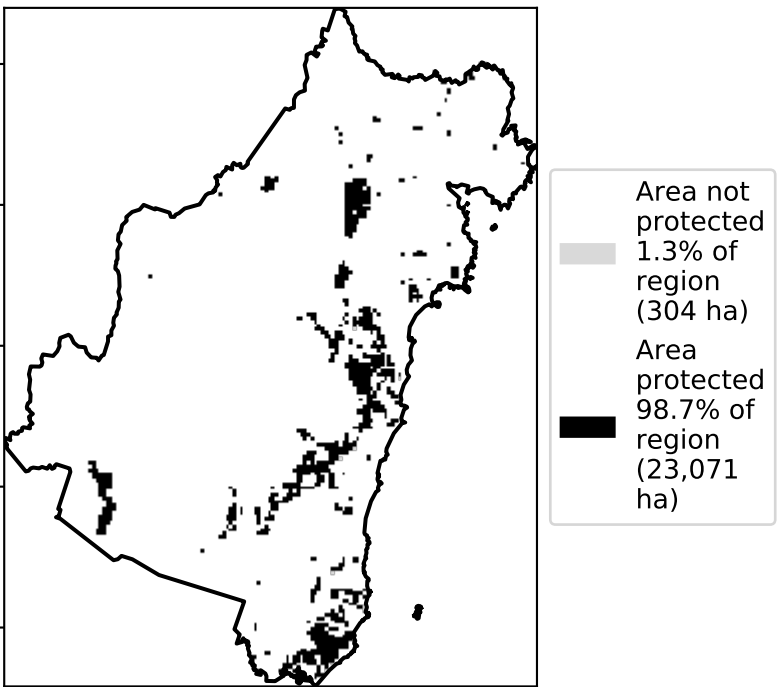 Area not
protected
1.3% of
region
(304 ha)
Area
protected
98.7% of
region
(23,071
ha)